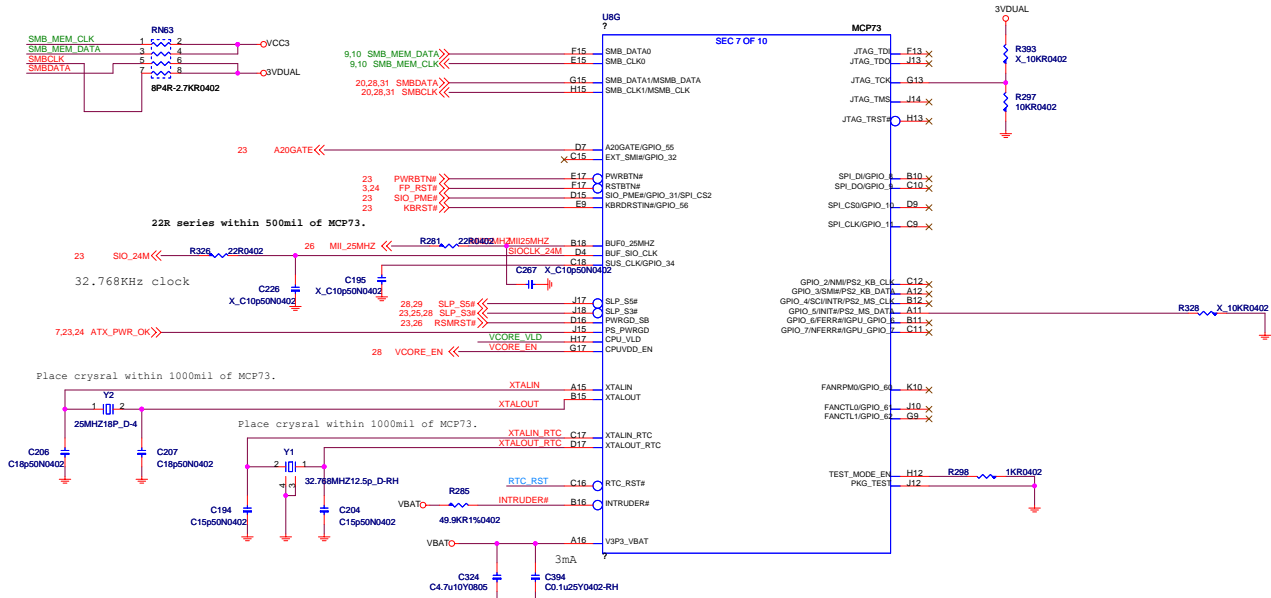 RN63
SMB_MEM_CLK 1 2 VCC3
SMB_MEM_DATA 3 4
SMBCLK 5 6
SMBDATA 7 8 3VDUAL
8P4R-2.7KR0402
U8G
?
MCP73
SEC 7 OF 10
9,10 SMB_MEM_DATA F15 SMB_DATA0
9,10 SMB_MEM_CLK E15 SMB_CLK0
20,28,31 SMBDATA G15 SMB_DATA1/MSMB_DATA
20,28,31 SMBCLK H15 SMB_CLK1/MSMB_CLK
23 A20GATE D7 A20GATE/GPIO_55
C15 EXT_SMI#/GPIO_32
23 PWRBTN# E17 PWRBTN#
3,24 FP_RST# F17 RSTBTN#
23 SIO_PME# D15 SIO_PME#/GPIO_31/SPI_CS2
23 KBRST# E9 KBRDRSTIN#/GPIO_56
22R series within 500mil of MCP73.
26 MII_25MHZ R281 22R0402 MII25MHZ B18 BUF0_25MHZ
23 SIO_24M R326 22R0402 SIOCLK_24M D4 BUF_SIO_CLK
C18 SUS_CLK/GPIO_34
32.768KHz clock
C226
X_C10p50N0402
C195
X_C10p50N0402
C267 X_C10p50N0402
28,29 SLP_S5# J17 SLP_S5#
23,25,28 SLP_S3# J18 SLP_S3#
23,26 RSMRST# D16 PWRGD_SB
7,23,24 ATX_PWR_OK J15 PS_PWRGD
VCORE_VLD H17 CPU_VLD
28 VCORE_EN VCORE_EN G17 CPUVDD_EN
Place crysral within 1000mil of MCP73.
XTALIN A15 XTALIN
XTALOUT B15 XTALOUT
Y2
1 2
25MHZ18P_D-4
C206
C18p50N0402
C207
C18p50N0402
Place crysral within 1000mil of MCP73.
XTALIN_RTC C17 XTALIN_RTC
XTALOUT_RTC D17 XTALOUT_RTC
Y1
2 1
4 3
32.768MHZ12.5p_D-RH
C194
C15p50N0402
C204
C15p50N0402
RTC_RST C16 RTC_RST#
VBAT R285 INTRUDER# B16 INTRUDER#
49.9KR1%0402
VBAT A16 V3P3_VBAT
3mA
?
C324
C4.7u10Y0805
C394
C0.1u25Y0402-RH
3VDUAL
R393
X_10KR0402
R297
10KR0402
JTAG_TDI F13
JTAG_TDO J13
JTAG_TCK G13
JTAG_TMS J14
JTAG_TRST# H13
SPI_DI/GPIO_8 B10
SPI_DO/GPIO_9 C10
SPI_CS0/GPIO_10 D9
SPI_CLK/GPIO_11 C9
GPIO_2/NMI#/PS2_KB_CLK C12
GPIO_3/SMI#/PS2_KB_DATA A12
GPIO_4/SCI/INTR/PS2_MS_CLK B12
GPIO_5/INIT#/PS2_MS_DATA A11
GPIO_6/FERR#/IGPU_GPIO_6 B11
GPIO_7/NFERR#/IGPU_GPIO_7 C11
R328 X_10KR0402
FANRPM0/GPIO_60 K10
FANCTL0/GPIO_61 J10
FANCTL1/GPIO_62 G9
TEST_MODE_EN H12 R298 1KR0402
PKG_TEST J12